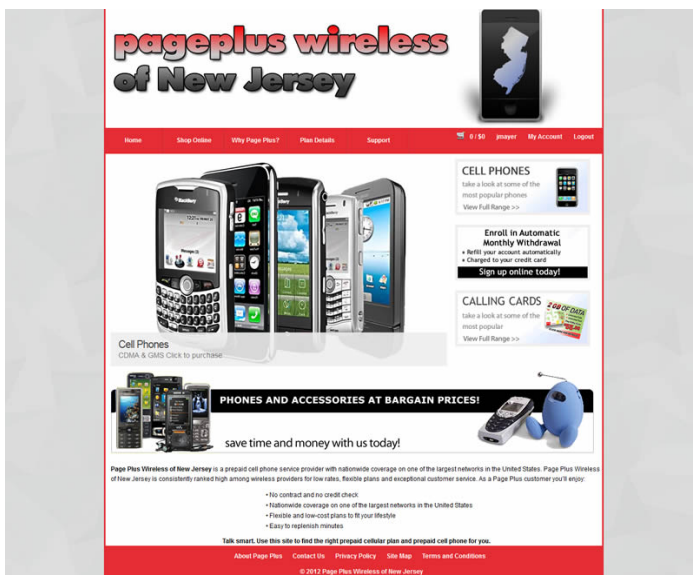 pageplus wireless
of New Jersey
Home Shop Online Why Page Plus? Plan Details Support 0 / $0 jmayer My Account Logout
CELL PHONES
take a look at some of the
most popular phones
View Full Range >>
BlackBerry
Enroll in Automatic
Monthly Withdrawal
• Refill your account automatically
• Charged to your credit card
Sign up online today!
CALLING CARDS
take a look at some of the
most popular
View Full Range >>
2 GB OF DATA
Cell Phones
CDMA & GMS Click to purchase
PHONES AND ACCESSORIES AT BARGAIN PRICES!
save time and money with us today!
Page Plus Wireless of New Jersey is a prepaid cell phone service provider with nationwide coverage on one of the largest networks in the United States. Page Plus Wireless
of New Jersey is consistently ranked high among wireless providers for low rates, flexible plans and exceptional customer service. As a Page Plus customer you'll enjoy:
• No contract and no credit check
• Nationwide coverage on one of the largest networks in the United States
• Flexible and low-cost plans to fit your lifestyle
• Easy to replenish minutes
Talk smart. Use this site to find the right prepaid cellular plan and prepaid cell phone for you.
About Page Plus Contact Us Privacy Policy Site Map Terms and Conditions
© 2012 Page Plus Wireless of New Jersey